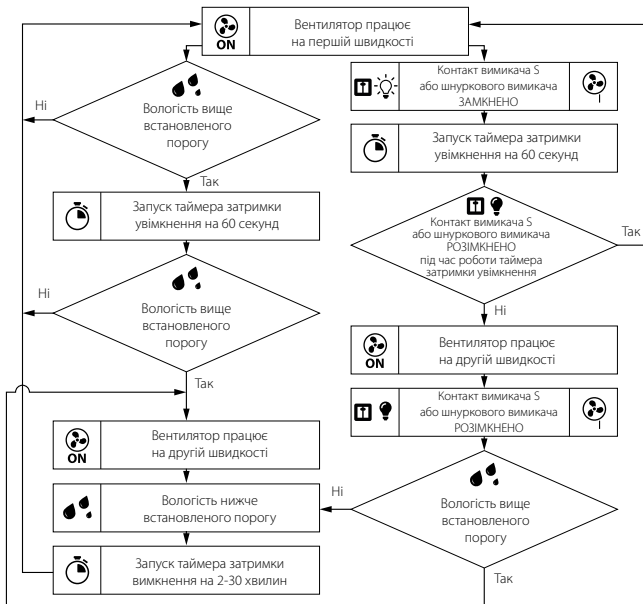 ON
Вентилятор працює
на першій швидкості
Ні
Вологість вище
встановленого
порогу
Так
Запуск таймера затримки
увімкнення на 60 секунд
Ні
Вологість вище
встановленого
порогу
Так
ON
Вентилятор працює
на другій швидкості
Вологість нижче
встановленого порогу
Запуск таймера затримки
вимкнення на 2-30 хвилин
Контакт вимикача S
або шнуркового вимикача
ЗАМКНЕНО
I
Запуск таймера затримки
увімкнення на 60 секунд
Контакт вимикача S
або шнуркового вимикача
РОЗІМКНЕНО
під час роботи таймера
затримки увімкнення
Так
Ні
ON
Вентилятор працює
на другій швидкості
Контакт вимикача S
або шнуркового вимикача
РОЗІМКНЕНО
I
Ні
Вологість вище
встановленого
порогу
Так